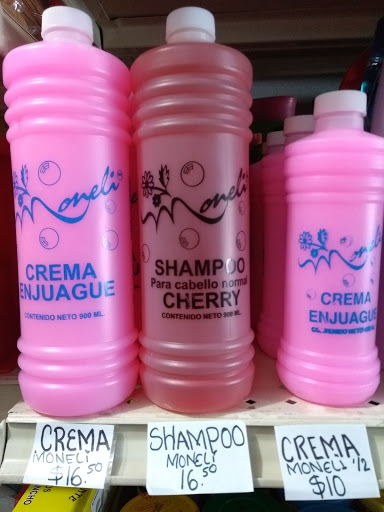 Moneli
CREMA
ENJUAGUE
CONTENIDO NETO 900 ML.
Moneli
SHAMPOO
Para cabello normal
CHERRY
CONTENIDO NETO 900 ML.
Moneli
CREMA
ENJUAGUE
CREMA
MONELI
$16.50
SHAMPOO
MONELI
16.50
CREMA
MONELI 1/2
$10